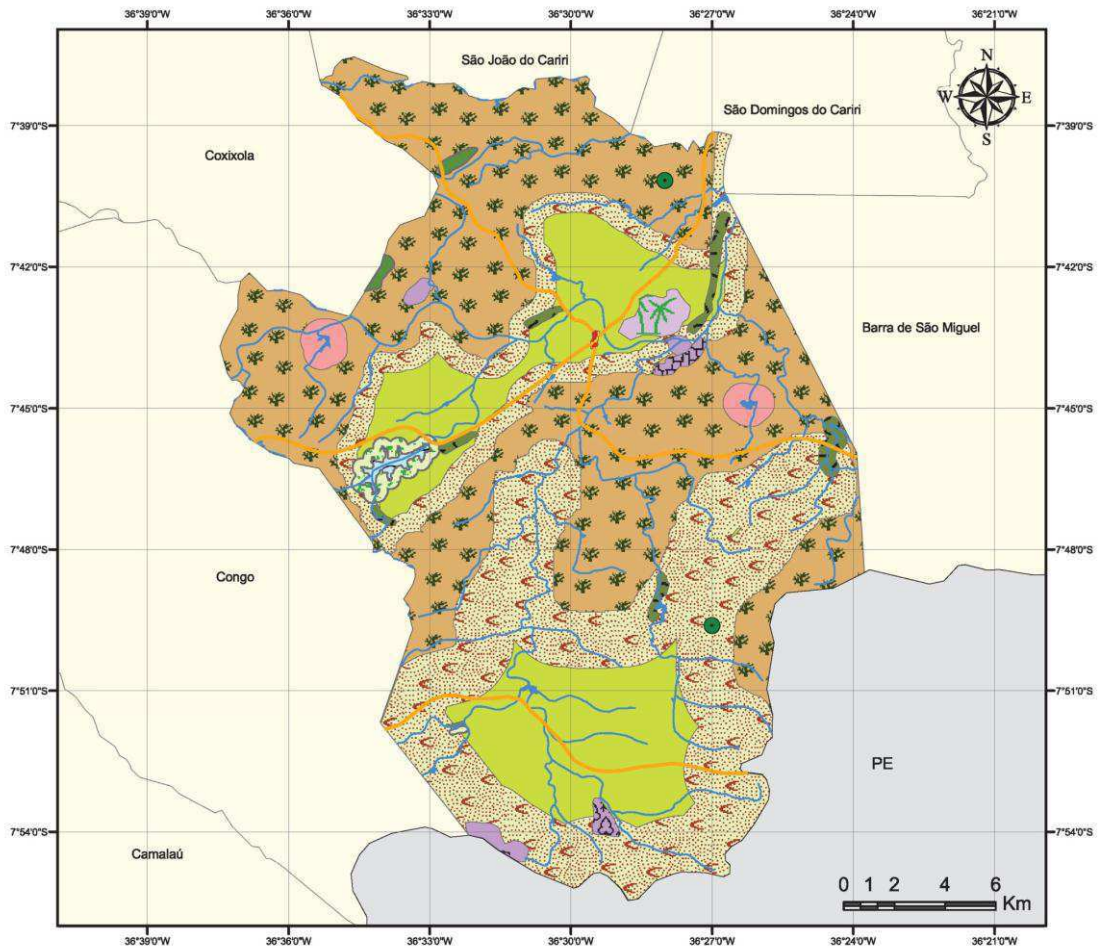 36°39'0"W 36°36'0"W 36°33'0"W 36°30'0"W 36°27'0"W 36°24'0"W 36°21'0"W
São João do Cariri
N
W E
S
São Domingos do Cariri
7°39'0"S 7°39'0"S
Coxixola
7°42'0"S 7°42'0"S
Barra de São Miguel
7°45'0"S 7°45'0"S
7°48'0"S 7°48'0"S
Congo
7°51'0"S 7°51'0"S
PE
7°54'0"S 7°54'0"S
Camalaú
0 1 2 4 6
Km
36°39'0"W 36°36'0"W 36°33'0"W 36°30'0"W 36°27'0"W 36°24'0"W 36°21'0"W